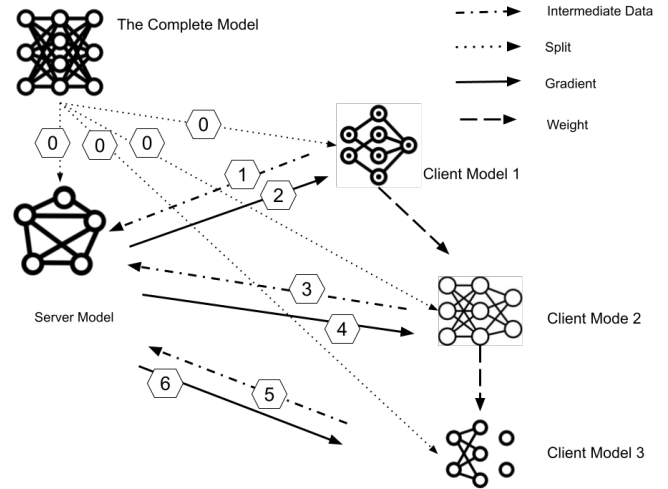 The Complete Model
Intermediate Data
Split
Gradient
Weight
0
0
0
0
1
2
Client Model 1
3
4
Server Model
Client Mode 2
5
6
Client Model 3